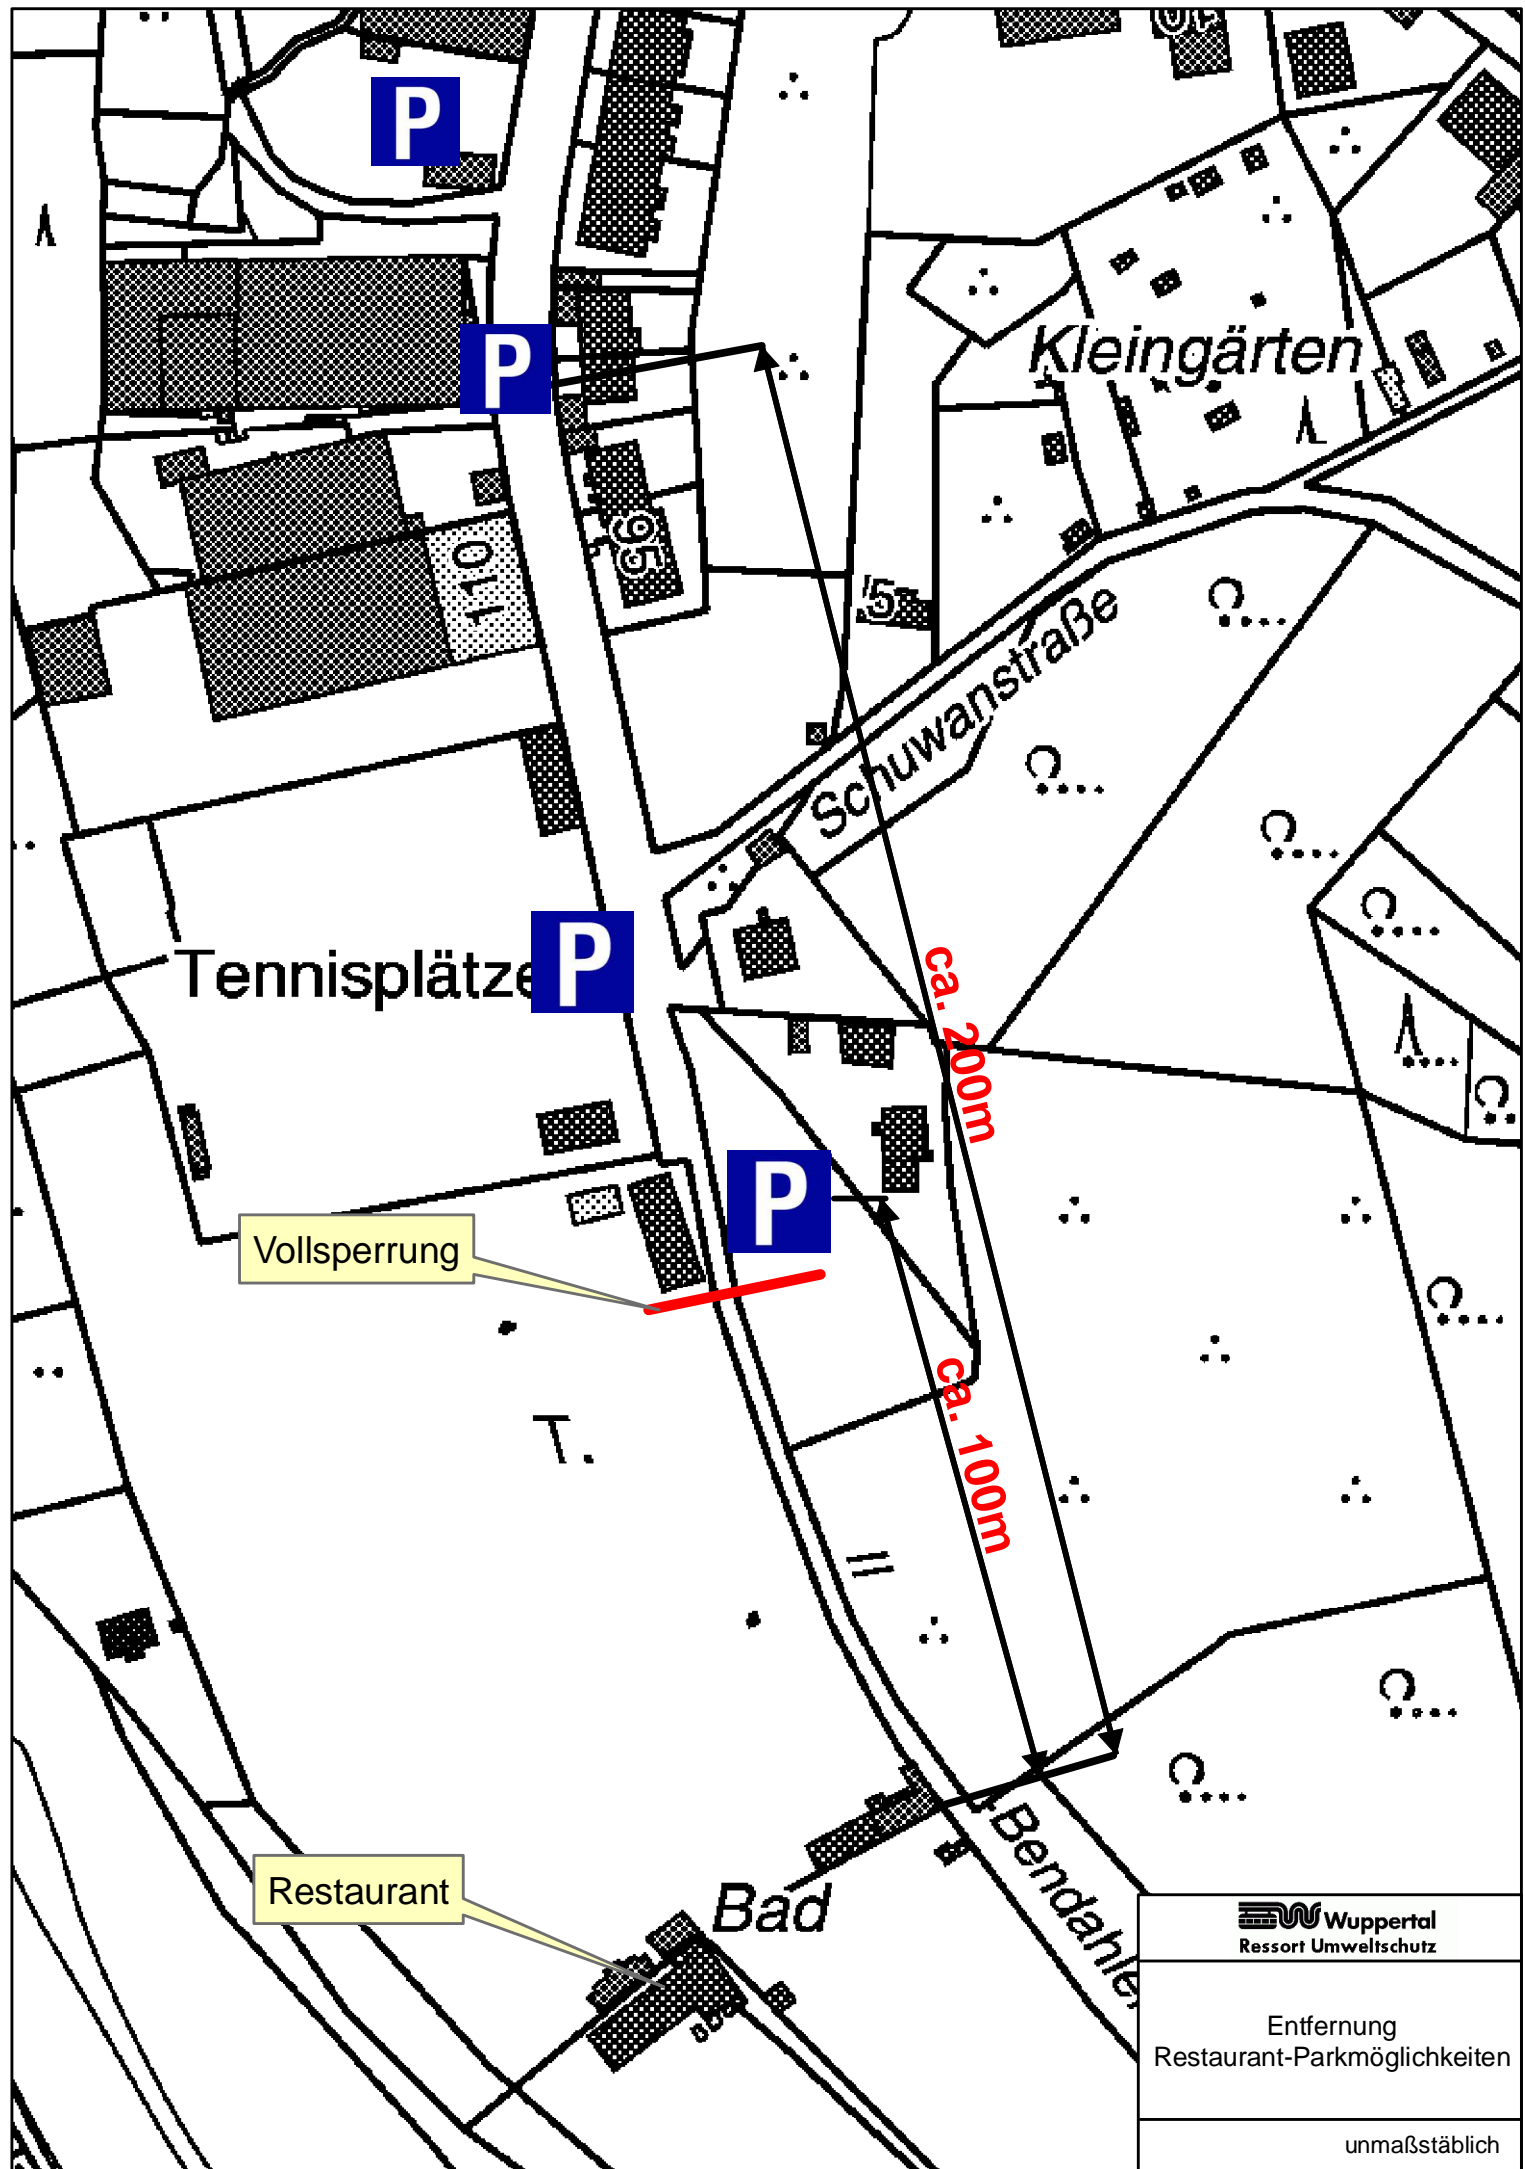 P
P
Kleingärten
95
110
5
Schuwanstraße
Tennisplätze
P
ca. 200m
P
Vollsperrung
ca. 100m
T.
Restaurant
Bad
Bendahler
Wuppertal
Ressort Umweltschutz
Entfernung
Restaurant-Parkmöglichkeiten
unmaßstäblich